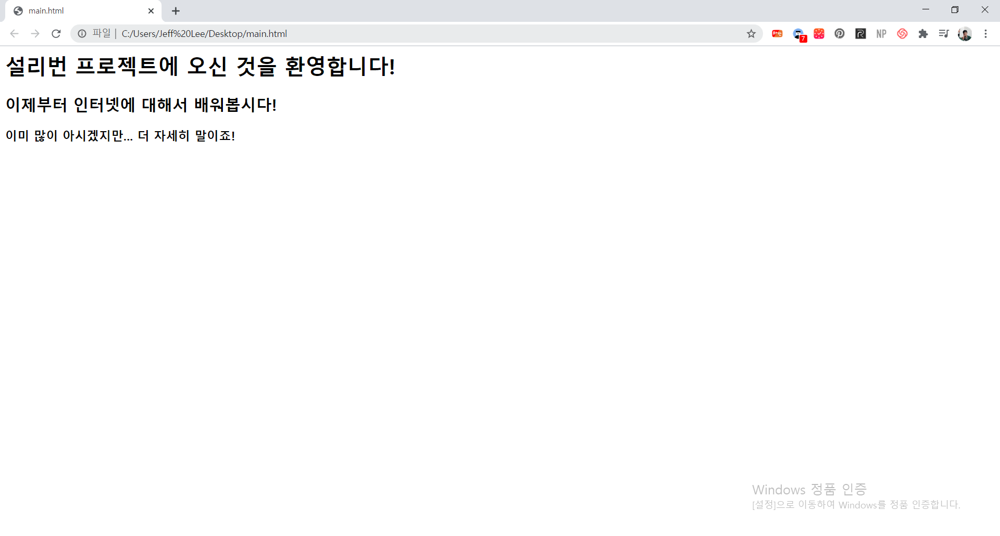 main.html
파일 | C:/Users/Jeff%20Lee/Desktop/main.html
7
NP
설리번 프로젝트에 오신 것을 환영합니다!
이제부터 인터넷에 대해서 배워봅시다!
이미 많이 아시겠지만... 더 자세히 말이죠!
Windows 정품 인증
[설정]으로 이동하여 Windows를 정품 인증합니다.